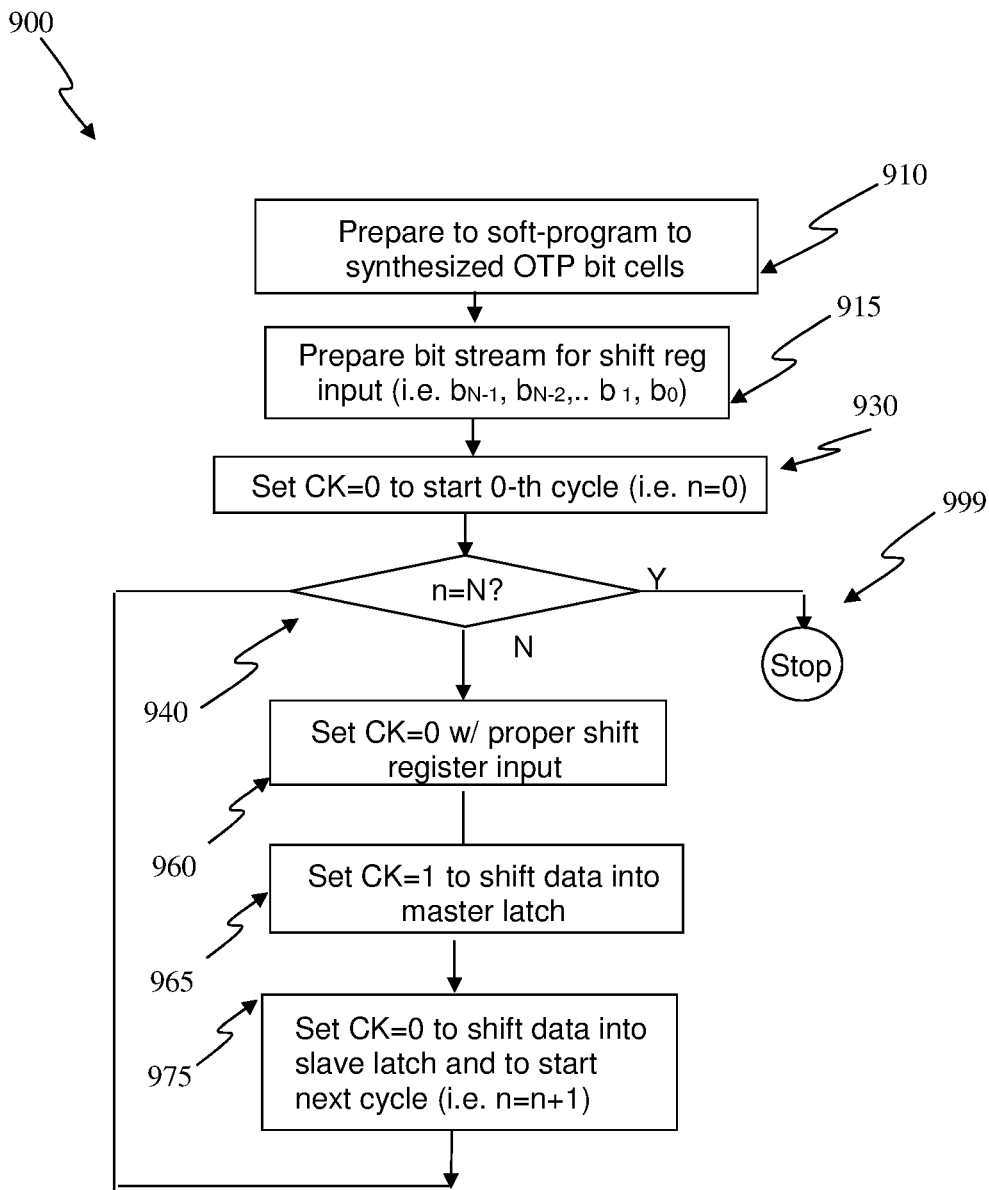 900
910
Prepare to soft-program to
synthesized OTP bit cells
915
Prepare bit stream for shift reg
input (i.e. bN-1, bN-2,.. b 1, b0)
930
Set CK=0 to start 0-th cycle (i.e. n=0)
999
n=N?
Y
N
Stop
940
Set CK=0 w/ proper shift
register input
960
Set CK=1 to shift data into
master latch
965
Set CK=0 to shift data into
slave latch and to start
next cycle (i.e. n=n+1)
975